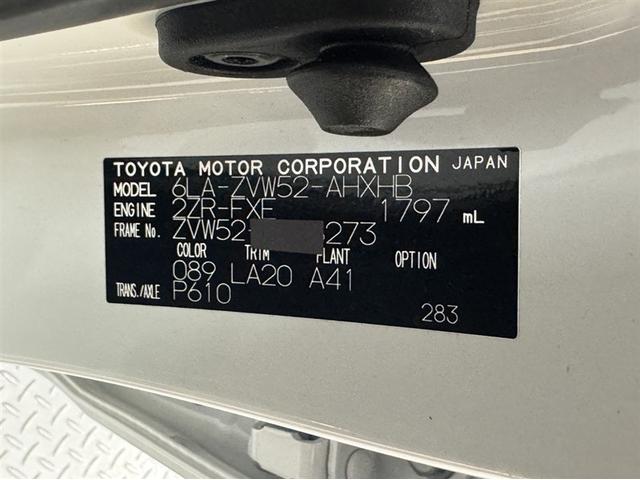 TOYOTA MOTOR CORPORATION JAPAN
MODEL 6LA-ZVW52-AHXHB
ENGINE 2ZR-FXE 1797 mL
FRAME No. ZVW52- 273
COLOR TRIM PLANT OPTION
089 LA20 A41
TRANS./AXLE P610
283